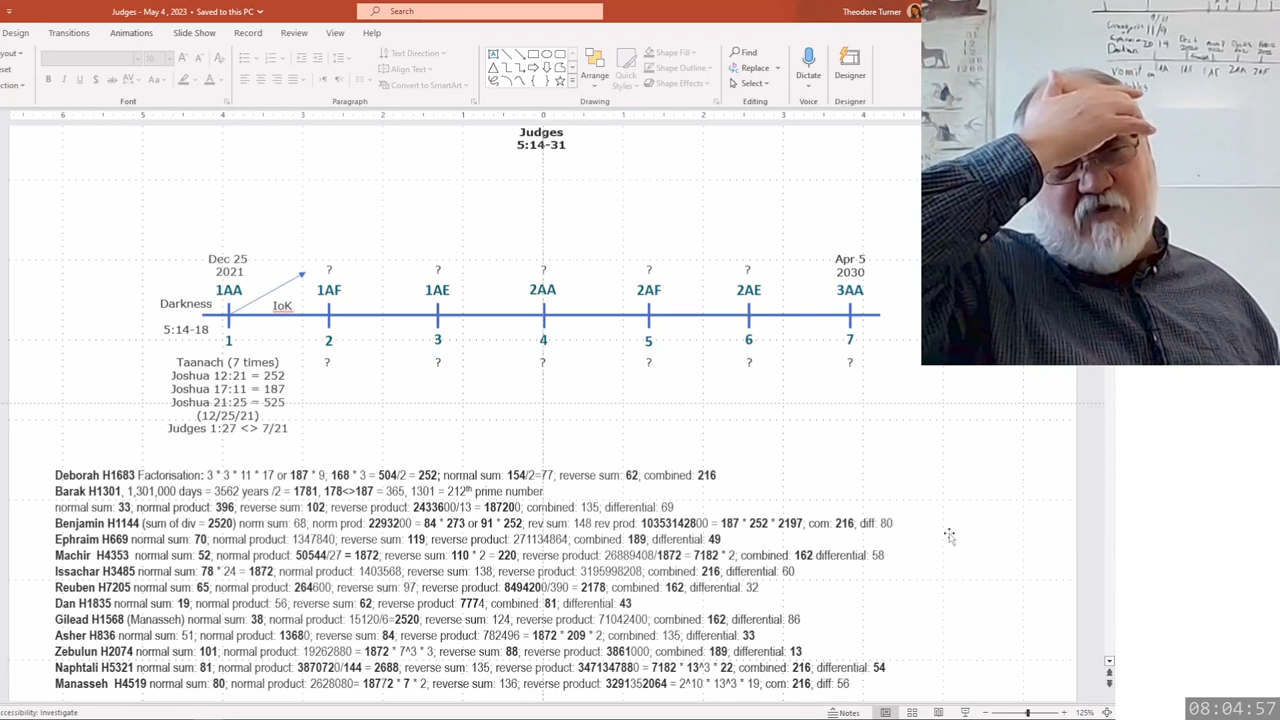 Judges - May 4, 2023 • Saved to this PC
Search
Theodore Turner
Design Transitions Animations Slide Show Record Review View Help
Text Direction
Align Text
Convert to SmartArt
Arrange
Quick Styles
Shape Fill
Shape Outline
Shape Effects
Find
Replace
Select
Dictate
Designer
Font Paragraph Drawing Editing Voice Designer
6 5 4 3 2 1 0 1 2 3 4
Judges
5:14-31
Dec 25
2021
? ? ? ? ?
Apr 5
2030
1AA 1AF 1AE 2AA 2AF 2AE 3AA
Darkness
IoK
5:14-18
1 2 3 4 5 6 7
Taanach (7 times)
? ? ? ? ? ?
Joshua 12:21 = 252
Joshua 17:11 = 187
Joshua 21:25 = 525
(12/25/21)
Judges 1:27 <> 7/21
Deborah H1683 Factorisation: 3 * 3 * 11 * 17 or 187 * 9; 168 * 3 = 504/2 = 252; normal sum: 154/2=77; reverse sum: 62; combined: 216
Barak H1301, 1,301,000 days = 3562 years /2 = 1781, 178<>187 = 365, 1301 = 212th prime number
normal sum: 33, normal product: 396, reverse sum: 102, reverse product: 2433600/13 = 187200, combined: 135, differential: 69
Benjamin H1144 (sum of div = 2520) norm sum: 68; norm prod: 2293200 = 84 * 273 or 91 * 252, rev sum: 148 rev prod: 10353142800 = 187 * 252 * 2197, com: 216, diff: 80
Ephraim H669 normal sum: 70; normal product: 1347840; reverse sum: 119; reverse product: 271134864; combined: 189, differential: 49
Machir H4353 normal sum: 52; normal product: 50544/27 = 1872, reverse sum: 110 * 2 = 220, reverse product: 26889408/1872 = 7182 * 2; combined: 162 differential: 58
Issachar H3485 normal sum: 78 * 24 = 1872, normal product: 1403568; reverse sum: 138; reverse product: 3195998208; combined: 216, differential: 60
Reuben H7205 normal sum: 65; normal product: 264600; reverse sum: 97; reverse product: 8494200/390 = 2178, combined: 162, differential: 32
Dan H1835 normal sum: 19; normal product: 56; reverse sum: 62, reverse product: 7774; combined: 81, differential: 43
Gilead H1568 (Manasseh) normal sum: 38, normal product: 15120/6=2520, reverse sum: 124, reverse product: 71042400; combined: 162, differential: 86
Asher H836 normal sum: 51; normal product: 13680; reverse sum: 84; reverse product: 782496 = 1872 * 209 * 2; combined: 135; differential: 33
Zebulun H2074 normal sum: 101; normal product: 19262880 = 1872 * 7^3 * 3; reverse sum: 88, reverse product: 3861000; combined: 189, differential: 13
Naphtali H5321 normal sum: 81, normal product: 3870720/144 = 2688, reverse sum: 135, reverse product: 347134788​0 = 7182 * 13^3 * 22, combined: 216, differential: 54
Manasseh H4519 normal sum: 80; normal product: 2628080= 18772 * 7 * 2; reverse sum: 136; reverse product: 3291352064 = 2^10 * 13^3 * 19; com: 216, diff: 56
ccessibility: Investigate
Notes
125%
08:04:57